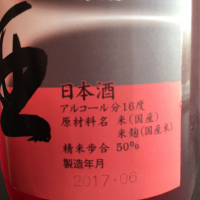 日本酒
アルコール分16度
原材料名 米(国産)
米麹(国産米)
精米歩合 50%
製造年月
2017・06